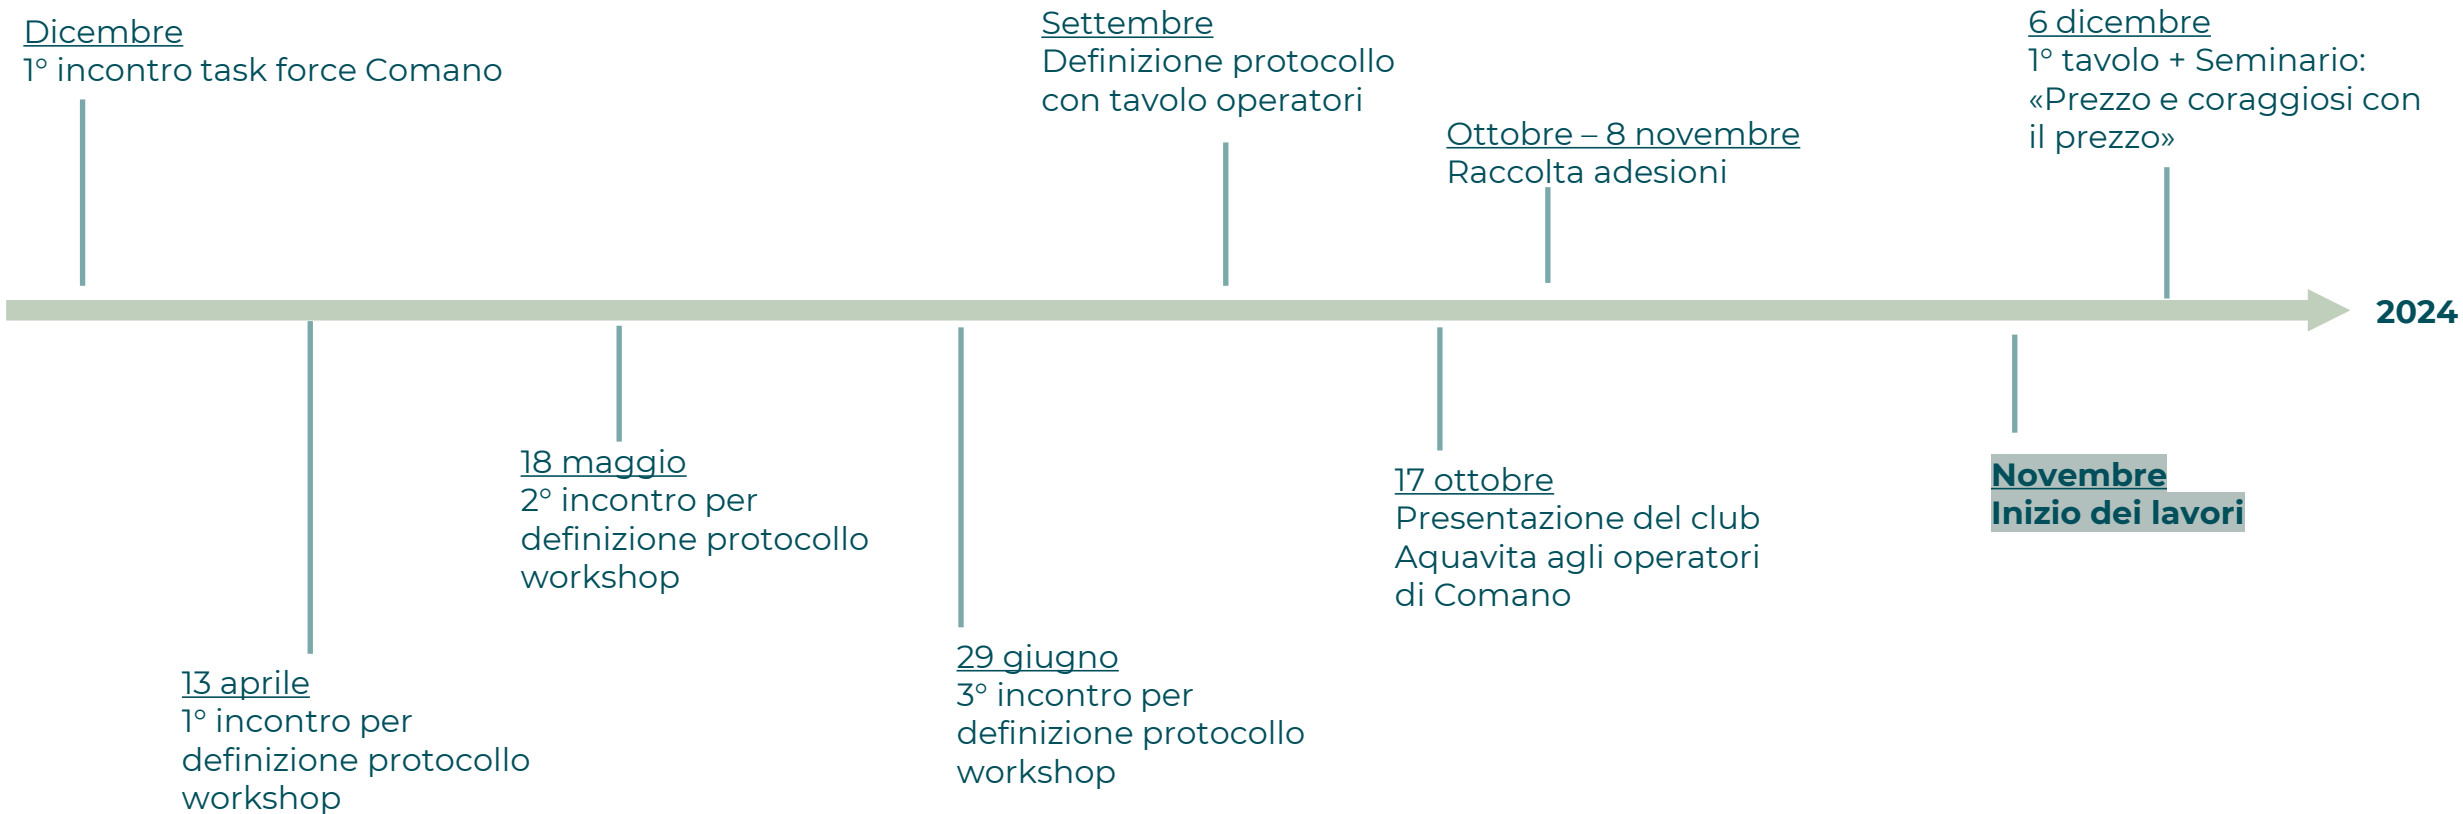 Dicembre
1° incontro task force Comano
Settembre
Definizione protocollo
con tavolo operatori
Ottobre – 8 novembre
Raccolta adesioni
6 dicembre
1° tavolo + Seminario:
«Prezzo e coraggiosi con
il prezzo»
2024
13 aprile
1° incontro per
definizione protocollo
workshop
18 maggio
2° incontro per
definizione protocollo
workshop
29 giugno
3° incontro per
definizione protocollo
workshop
17 ottobre
Presentazione del club
Aquavita agli operatori
di Comano
Novembre
Inizio dei lavori